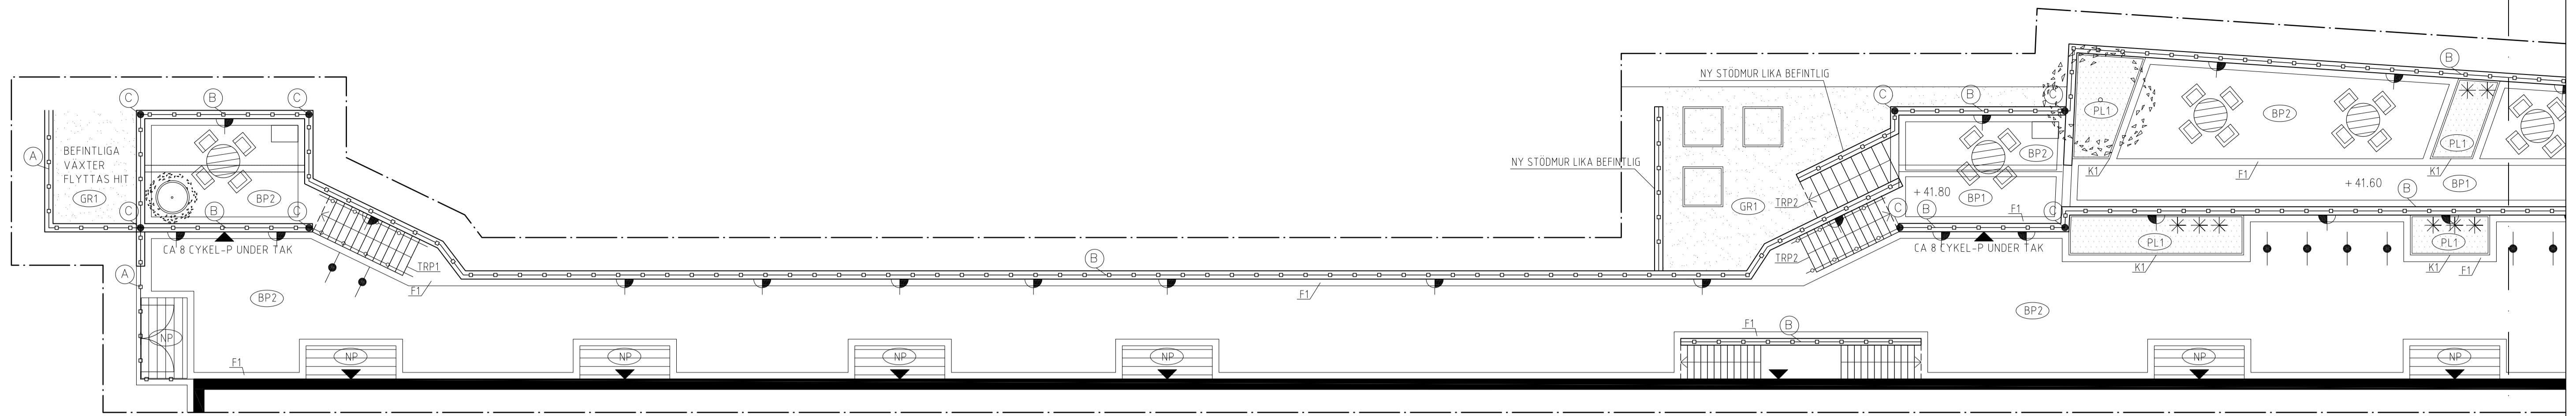 NY STÖDMUR LIKA BEFINTLIG
B
B
C
B
C
C
B
C
PL1
BP2
PL1
BEFINTLIGA
VÄXTER
FLYTTAS HIT
A
GR1
BP2
NY STÖDMUR LIKA BEFINTLIG
BP2
K1
F1
K1
+41.80
BP1
+41.60
BP1
B
C
B
C
GR1
TRP2
C
B
F1
C
CA 8 CYKEL-P UNDER TAK
CA 8 CYKEL-P UNDER TAK
PL1
PL1
TRP1
B
TRP2
K1
K1
F1
A
F1
F1
BP2
BP2
NP
F1
B
F1
NP
NP
NP
NP
NP
NP